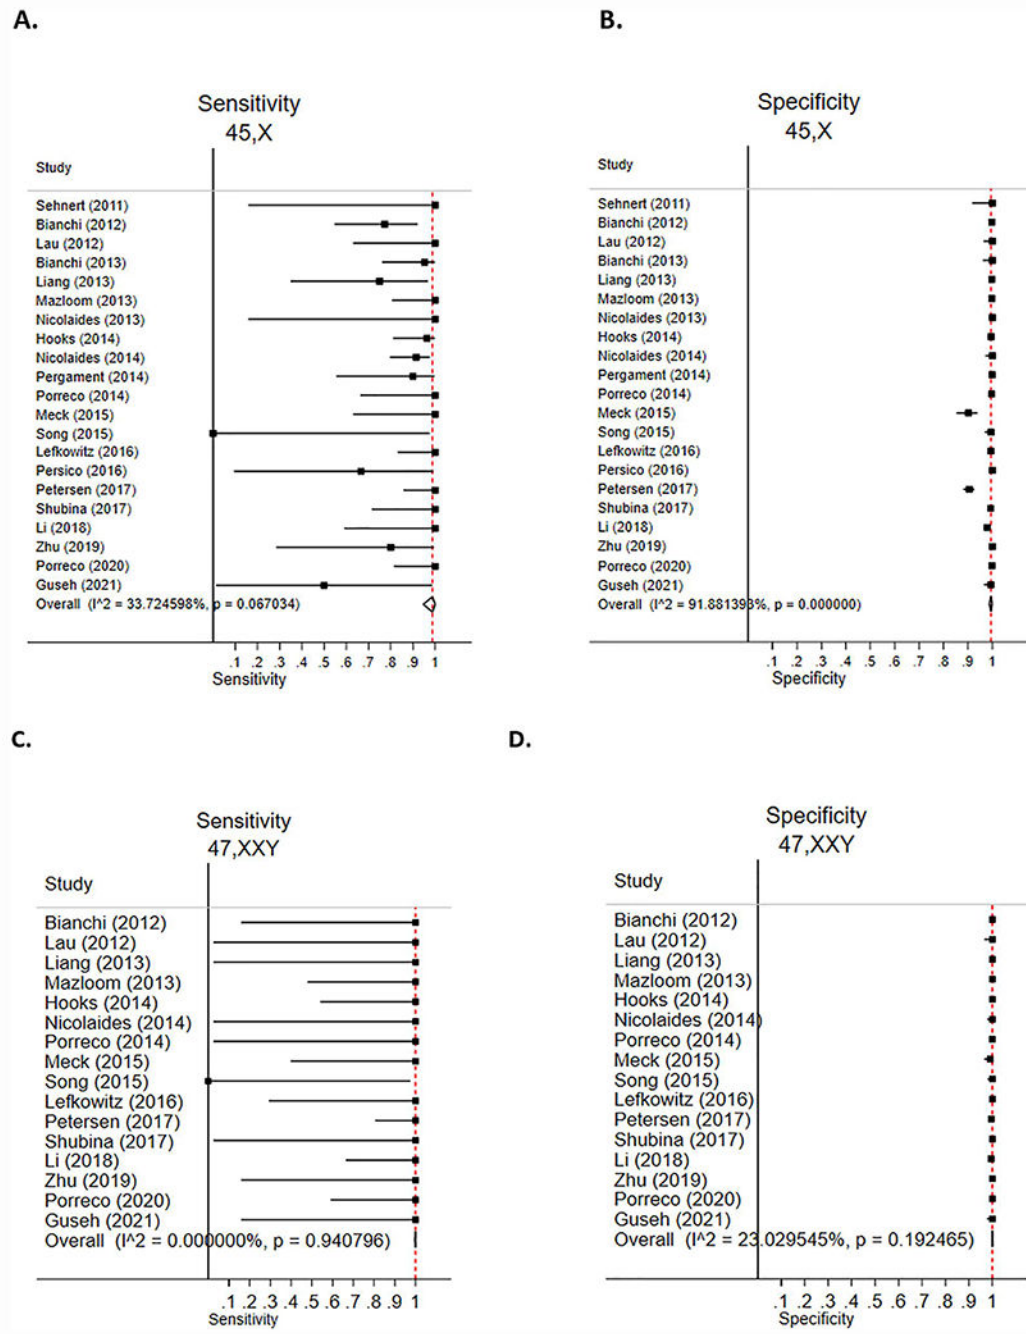 A.
Sensitivity
45,X
Study
Sehnert (2011)
Bianchi (2012)
Lau (2012)
Bianchi (2013)
Liang (2013)
Mazloom (2013)
Nicolaides (2013)
Hooks (2014)
Nicolaides (2014)
Pergament (2014)
Porreco (2014)
Meck (2015)
Song (2015)
Lefkowitz (2016)
Persico (2016)
Petersen (2017)
Shubina (2017)
Li (2018)
Zhu (2019)
Porreco (2020)
Guseh (2021)
Overall (I^2 = 33.724598%, p = 0.067034)
.1 .2 .3 .4 .5 .6 .7 .8 .9 1
Sensitivity
B.
Specificity
45,X
Study
Sehnert (2011)
Bianchi (2012)
Lau (2012)
Bianchi (2013)
Liang (2013)
Mazloom (2013)
Nicolaides (2013)
Hooks (2014)
Nicolaides (2014)
Pergament (2014)
Porreco (2014)
Meck (2015)
Song (2015)
Lefkowitz (2016)
Persico (2016)
Petersen (2017)
Shubina (2017)
Li (2018)
Zhu (2019)
Porreco (2020)
Guseh (2021)
Overall (I^2 = 91.881393%, p = 0.000000)
.1 .2 .3 .4 .5 .6 .7 .8 .9 1
Specificity
C.
Sensitivity
47,XXY
Study
Bianchi (2012)
Lau (2012)
Liang (2013)
Mazloom (2013)
Hooks (2014)
Nicolaides (2014)
Porreco (2014)
Meck (2015)
Song (2015)
Lefkowitz (2016)
Petersen (2017)
Shubina (2017)
Li (2018)
Zhu (2019)
Porreco (2020)
Guseh (2021)
Overall (I^2 = 0.000000%, p = 0.940796)
.1 .2 .3 .4 .5 .6 .7 .8 .9 1
Sensitivity
D.
Specificity
47,XXY
Study
Bianchi (2012)
Lau (2012)
Liang (2013)
Mazloom (2013)
Hooks (2014)
Nicolaides (2014)
Porreco (2014)
Meck (2015)
Song (2015)
Lefkowitz (2016)
Petersen (2017)
Shubina (2017)
Li (2018)
Zhu (2019)
Porreco (2020)
Guseh (2021)
Overall (I^2 = 23.029545%, p = 0.192465)
.1 .2 .3 .4 .5 .6 .7 .8 .9 1
Specificity